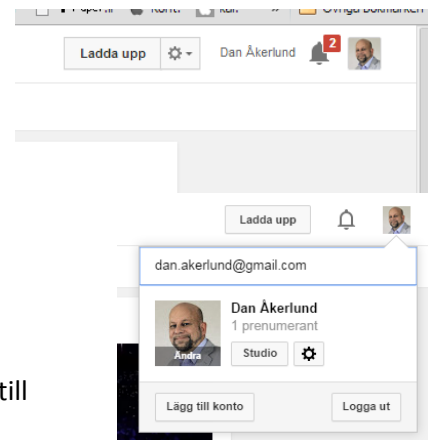 Ladda upp Dan Åkerlund 2
Ladda upp
dan.akerlund@gmail.com
Dan Åkerlund
1 prenumerant
Ändra Studio
till
Lägg till konto Logga ut